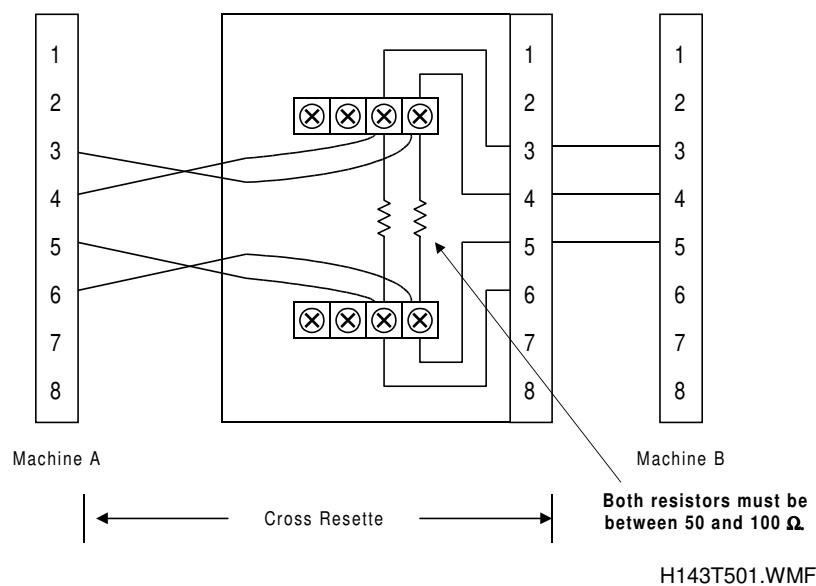 1 1 1
2 2 2
3 3 3
4 4 4
5 5 5
6 6 6
7 7 7
8 8 8
Machine A Machine B
Cross Resette
Both resistors must be
between 50 and 100 Ω.
H143T501.WMF